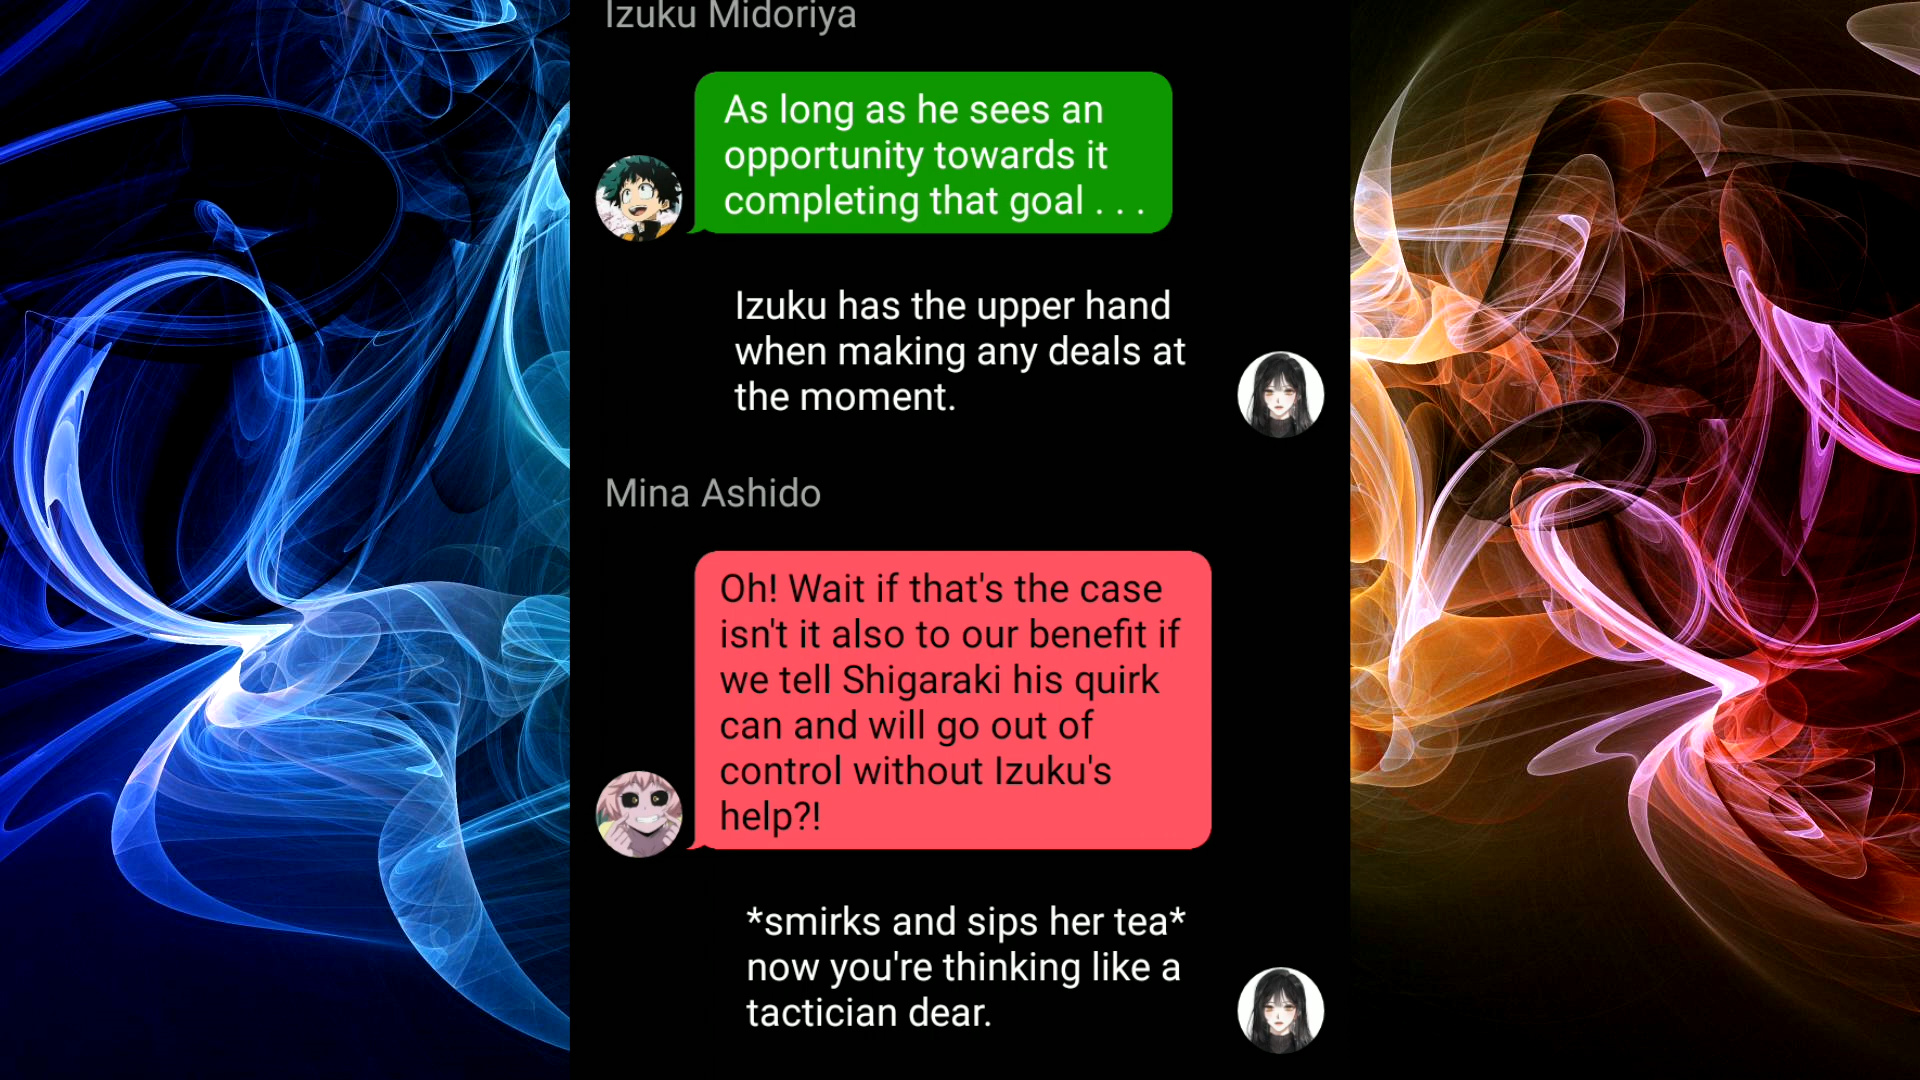 Izuku Midoriya
As long as he sees an
opportunity towards it
completing that goal . . .
Izuku has the upper hand
when making any deals at
the moment.
Mina Ashido
Oh! Wait if that's the case
isn't it also to our benefit if
we tell Shigaraki his quirk
can and will go out of
control without Izuku's
help?!
*smirks and sips her tea*
now you're thinking like a
tactician dear.